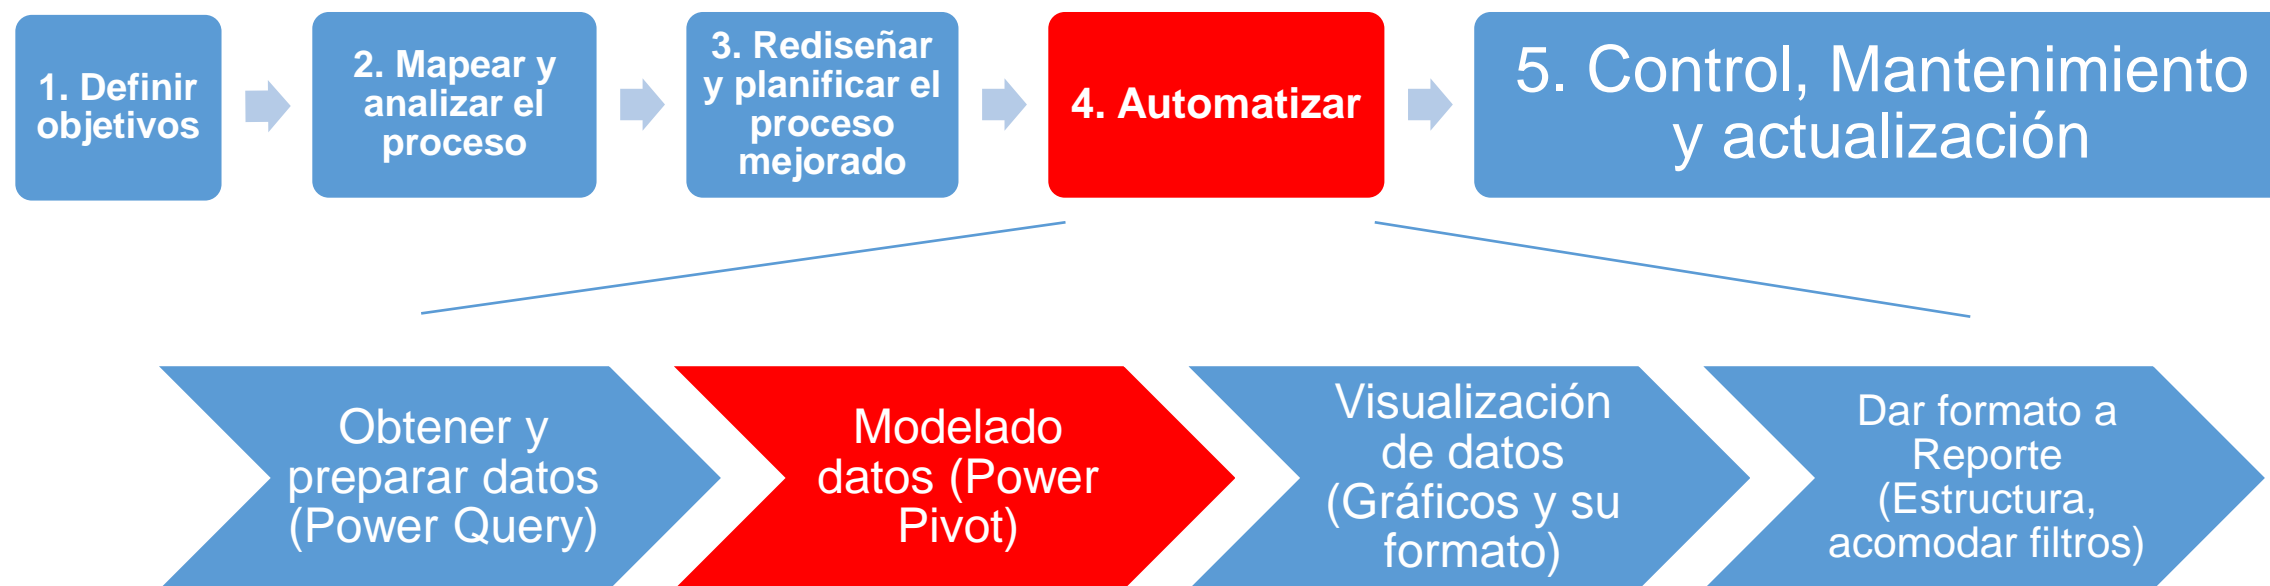 1. Definir
objetivos
2. Mapear y
analizar el
proceso
3. Rediseñar
y planificar el
proceso
mejorado
4. Automatizar
5. Control, Mantenimiento
y actualización
Obtener y
preparar datos
(Power Query)
Modelado
datos (Power
Pivot)
Visualización
de datos
(Gráficos y su
formato)
Dar formato a
Reporte
(Estructura,
acomodar filtros)